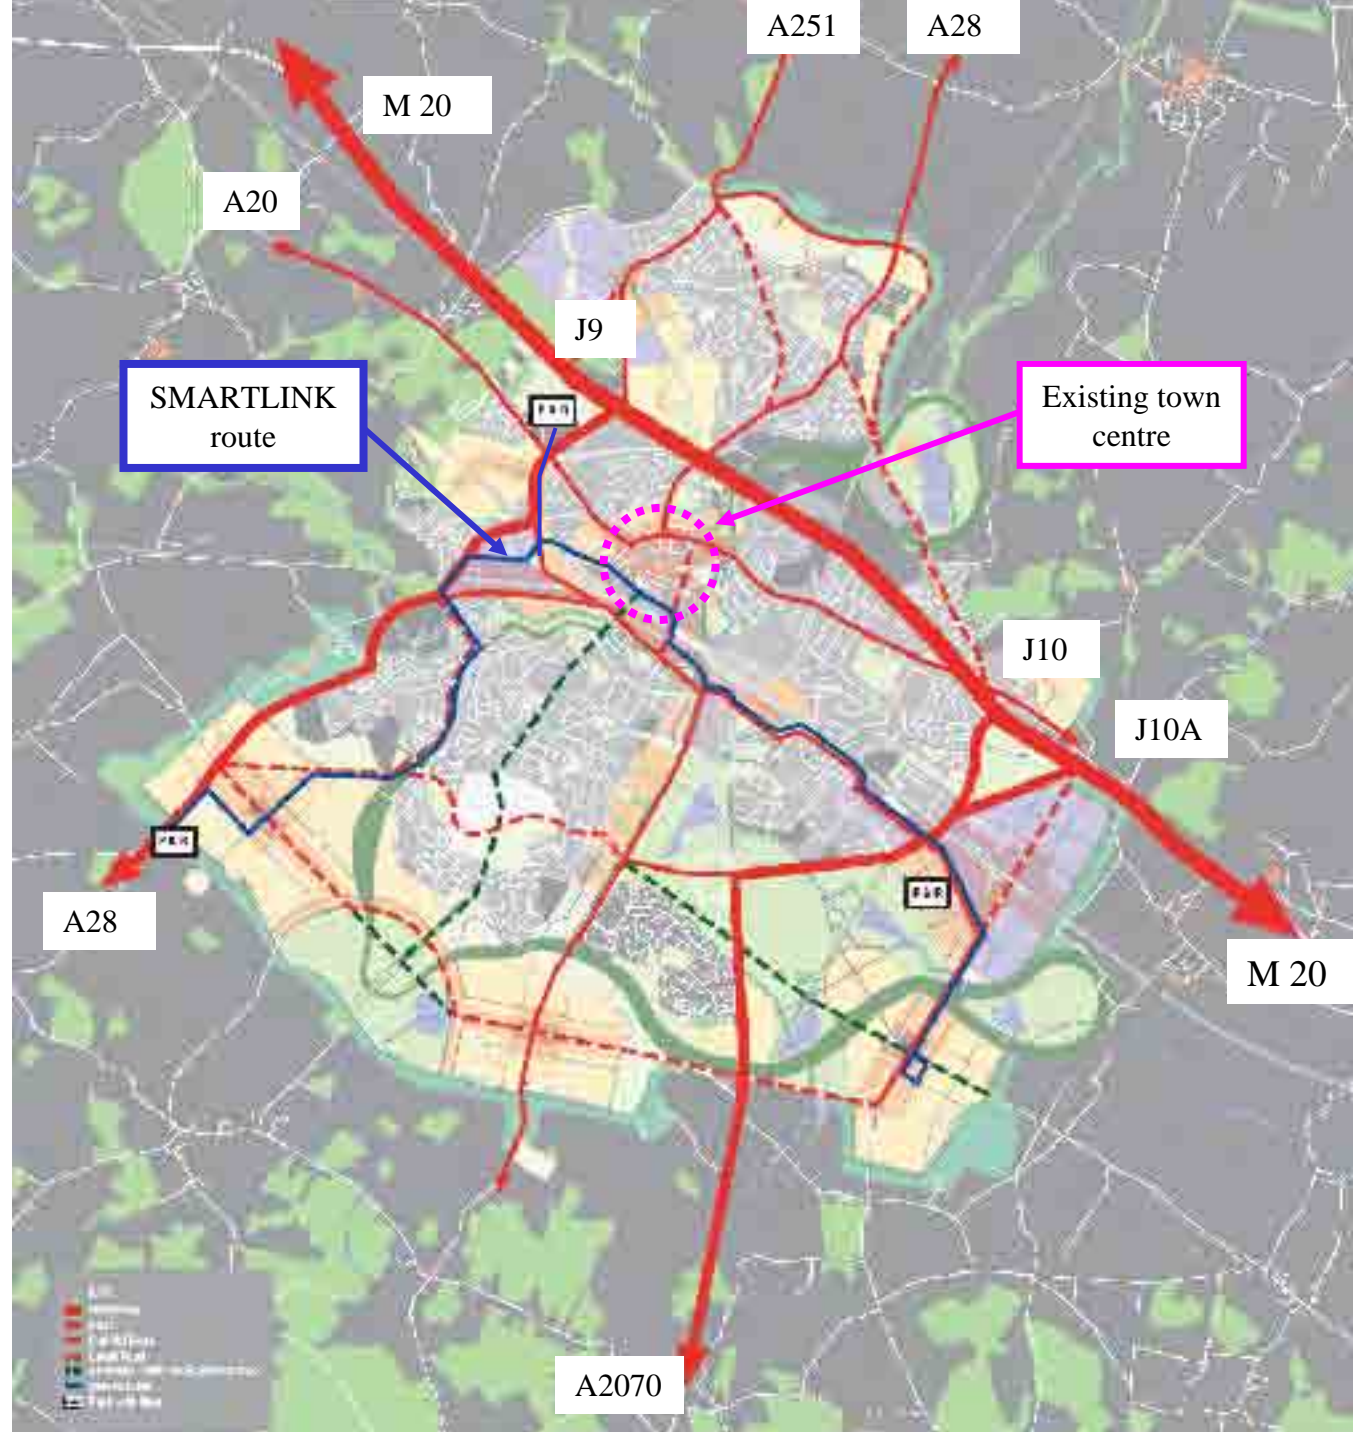 A251
A28
M 20
A20
J9
SMARTLINK
route
Existing town
centre
P&R
J10
J10A
P&R
P&R
A28
M 20
A2070